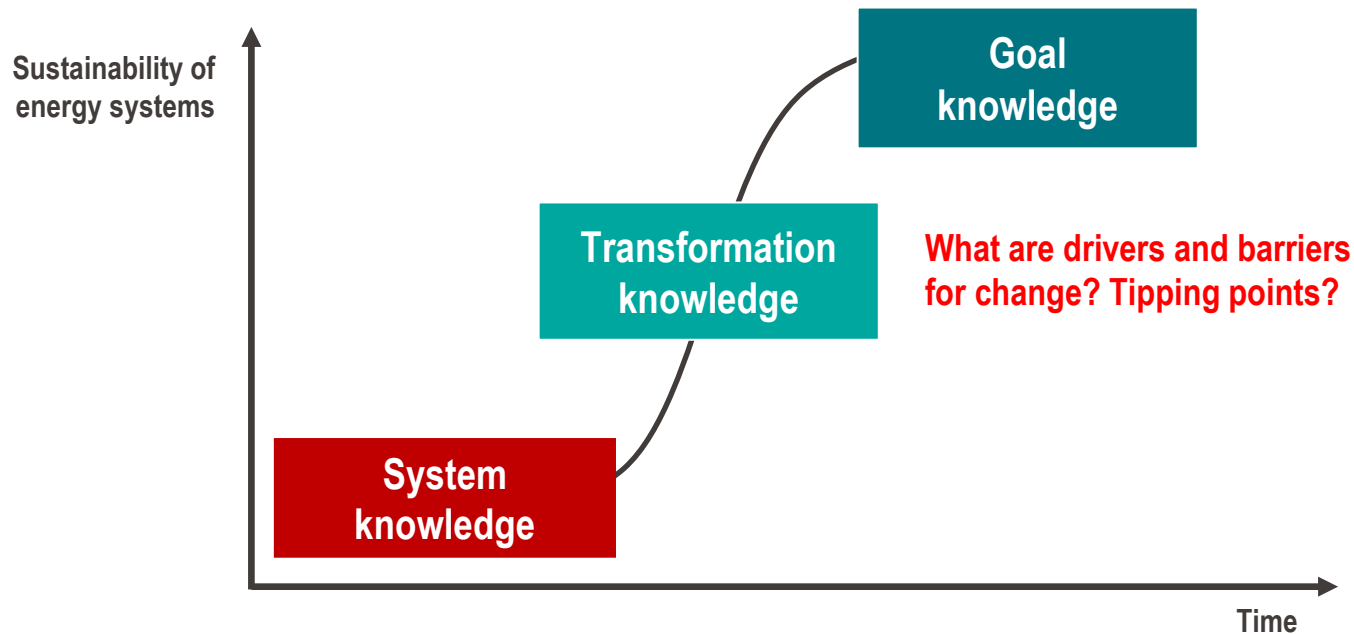 Sustainability of
energy systems
Goal
knowledge
Transformation
knowledge
What are drivers and barriers
for change? Tipping points?
System
knowledge
Time